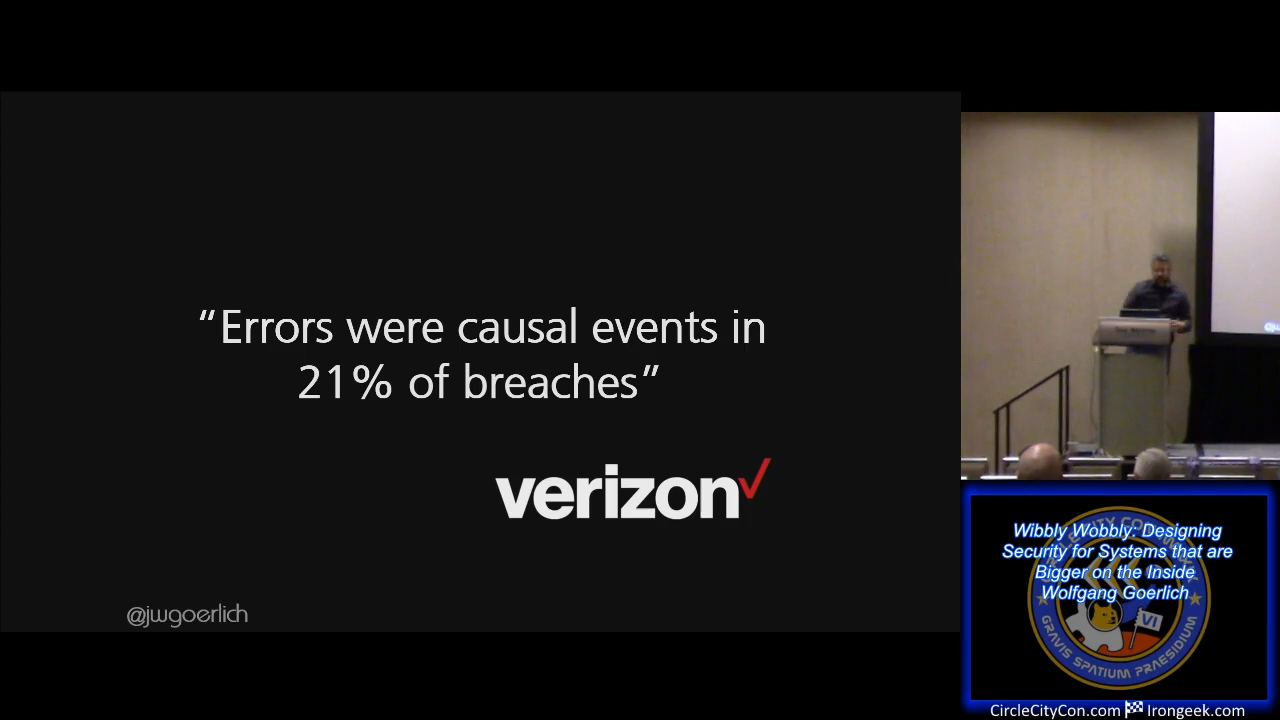 “Errors were causal events in
21% of breaches”
verizon
@jwgoerlich
Wibbly Wobbly: Designing
Security for Systems that are
Bigger on the Inside
Wolfgang Goerlich
VI
GRAVIS SPATIUM PRAESIDIUM
CircleCityCon.com Irongeek.com